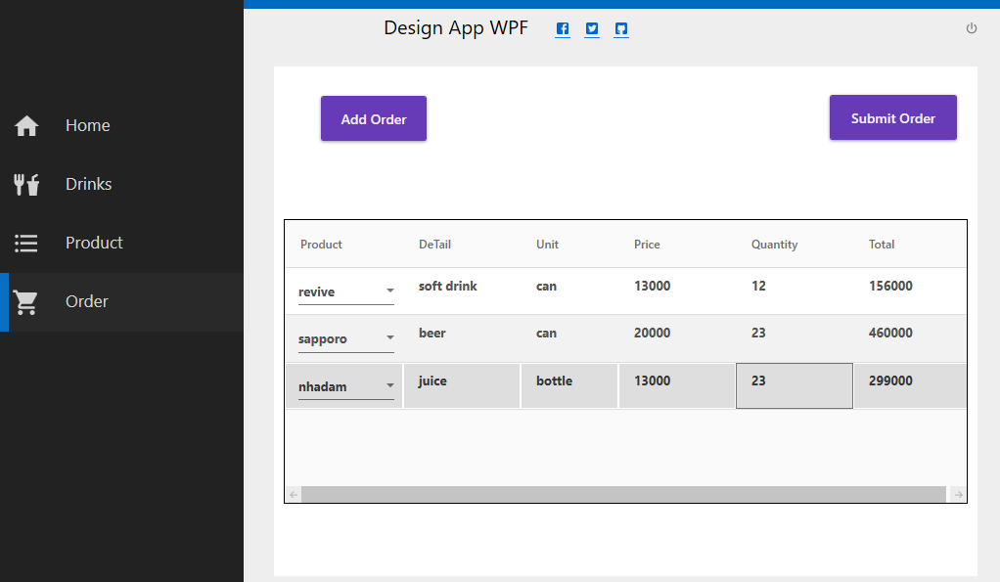 Design App WPF
Home
Drinks
Product
Order
Add Order
Submit Order
Product DeTail Unit Price Quantity Total
revive soft drink can 13000 12 156000
sapporo beer can 20000 23 460000
nhadam juice bottle 13000 23 299000